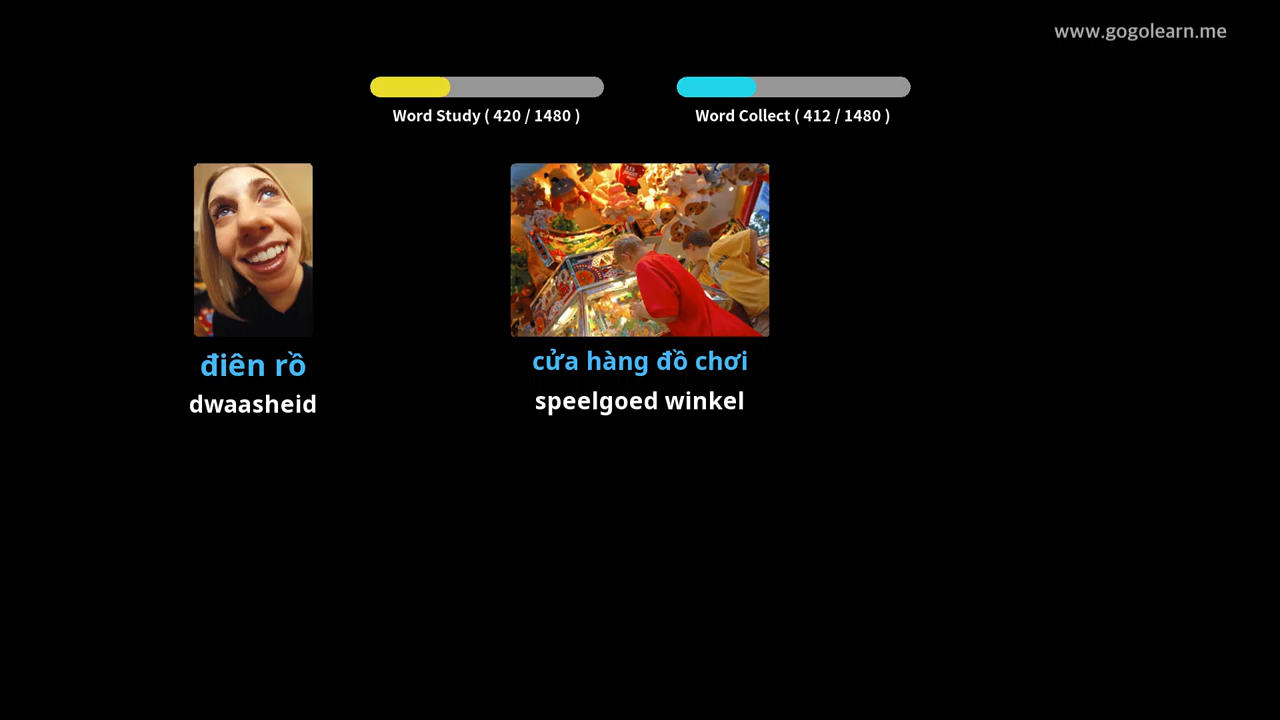 www.gogolearn.me
Word Study ( 420 / 1480 )
Word Collect ( 412 / 1480 )
điên rồ
dwaasheid
cửa hàng đồ chơi
speelgoed winkel